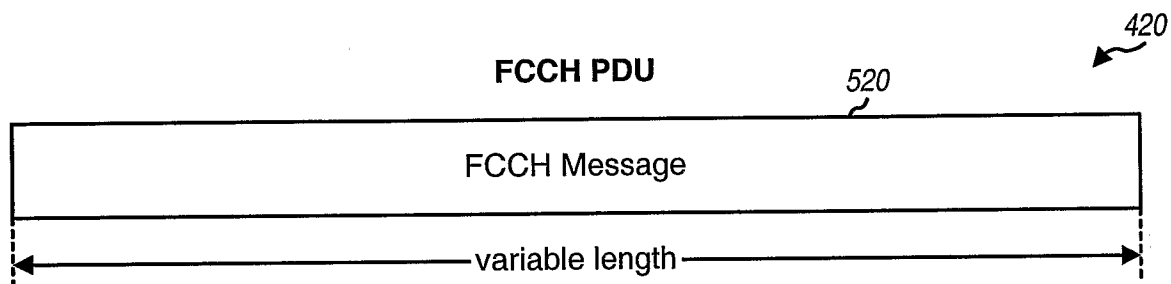 420
FCCH PDU
520
FCCH Message
variable length